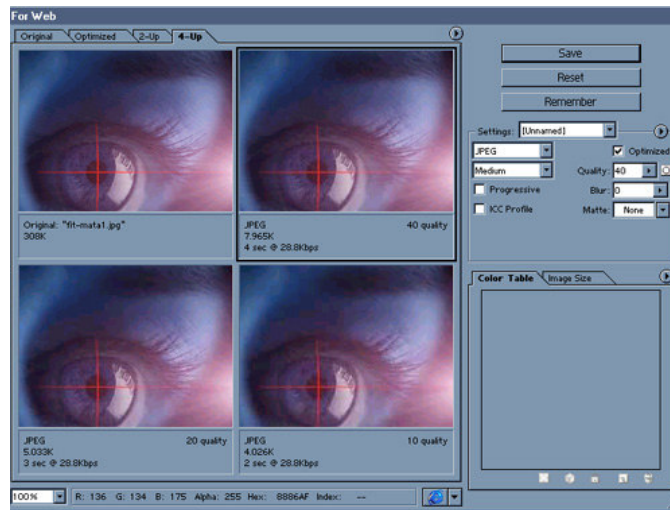 For Web
Original Optimized 2-Up 4-Up
Save
Reset
Remember
Settings: [Unnamed]
JPEG Optimized
Medium Quality: 40
Progressive Blur: 0
ICC Profile Matte: None
Original: "fit-mata1.jpg"
308K
JPEG 40 quality
7.965K
4 sec @ 28.8Kbps
Color Table Image Size
JPEG 20 quality
5.033K
3 sec @ 28.8Kbps
JPEG 10 quality
4.026K
2 sec @ 28.8Kbps
100% R: 136 G: 134 B: 175 Alpha: 255 Hex: 8886AF Index: --